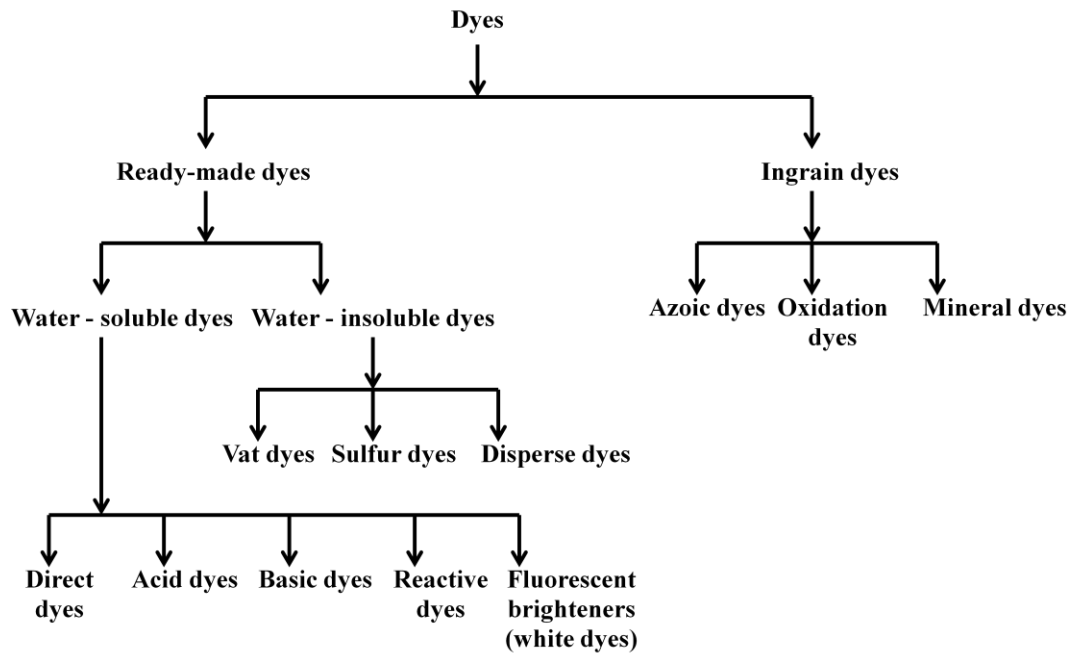 Dyes
Ready-made dyes
Ingrain dyes
Azoic dyes
Oxidation
dyes
Mineral dyes
Water - soluble dyes
Water - insoluble dyes
Vat dyes
Sulfur dyes
Disperse dyes
Direct
dyes
Acid dyes
Basic dyes
Reactive
dyes
Fluorescent
brighteners
(white dyes)